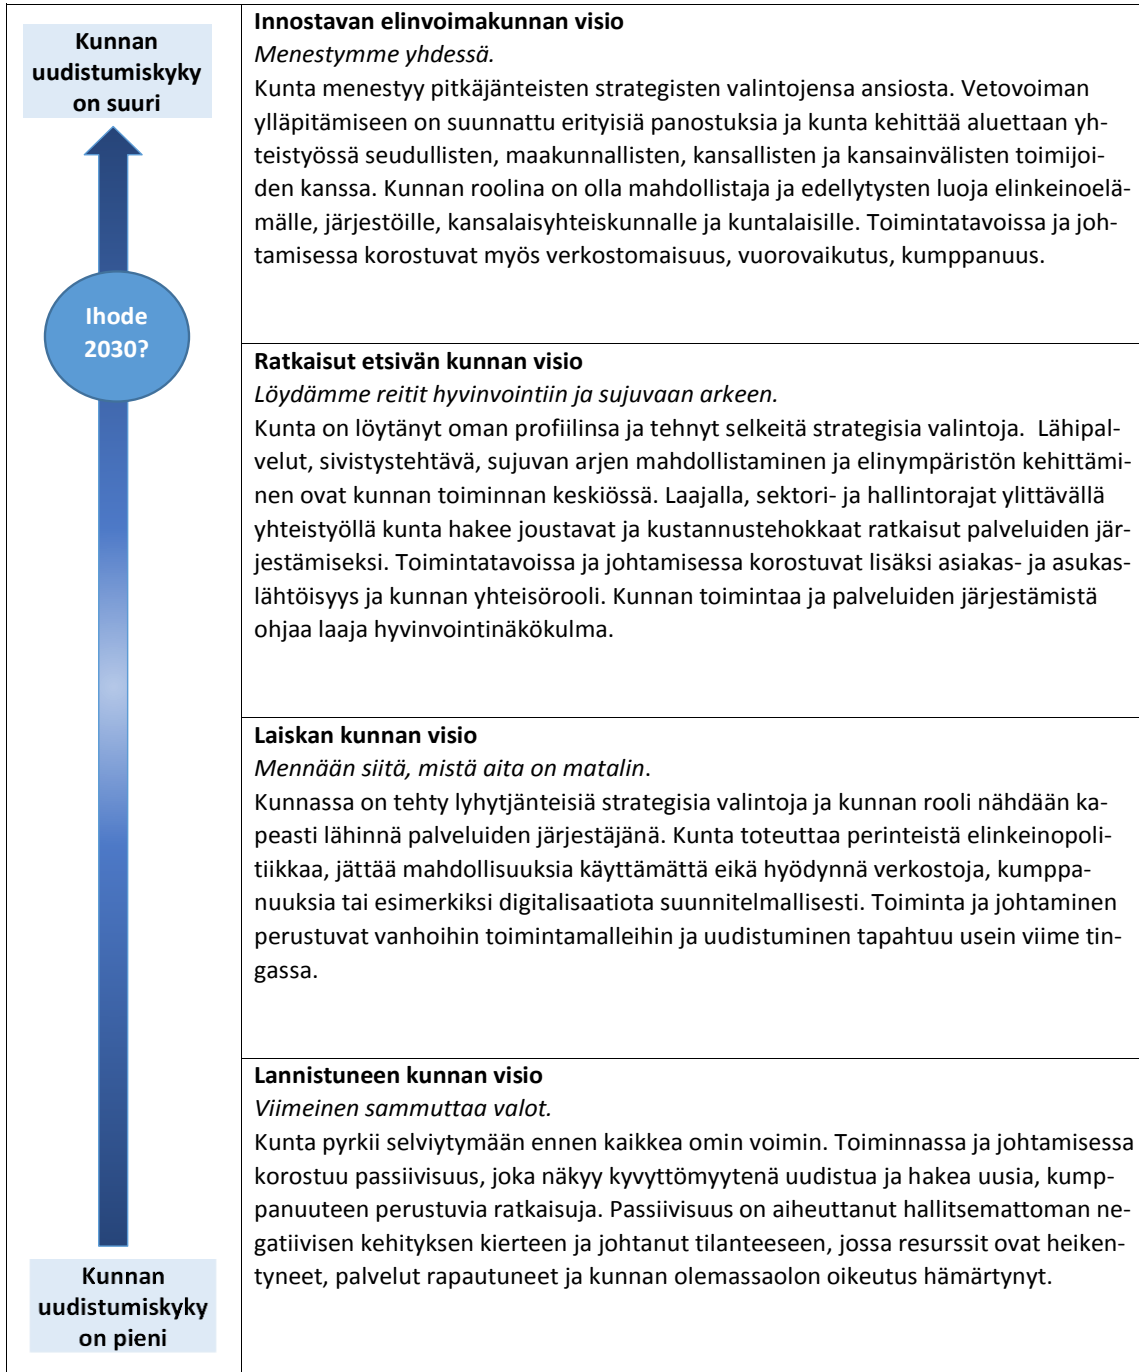 Kunnan
uudistumiskyky
on suuri
Ihode
2030?
Kunnan
uudistumiskyky
on pieni
Innostavan elinvoimakunnan visio
Menestymme yhdessä.
Kunta menestyy pitkäjänteisten strategisten valintojensa ansiosta. Vetovoiman
ylläpitämiseen on suunnattu erityisiä panostuksia ja kunta kehittää aluettaan yh-
teistyössä seudullisten, maakunnallisten, kansallisten ja kansainvälisten toimijoi-
den kanssa. Kunnan roolina on olla mahdollistaja ja edellytysten luoja elinkeinoelä-
mälle, järjestöille, kansalaisyhteiskunnalle ja kuntalaisille. Toimintatavoissa ja joh-
tamisessa korostuvat myös verkostomaisuus, vuorovaikutus, kumppanuus.
Ratkaisut etsivän kunnan visio
Löydämme reitit hyvinvointiin ja sujuvaan arkeen.
Kunta on löytänyt oman profiilinsa ja tehnyt selkeitä strategisia valintoja.  Lähipal-
velut, sivistystehtävä, sujuvan arjen mahdollistaminen ja elinympäristön kehittämi-
nen ovat kunnan toiminnan keskiössä. Laajalla, sektori- ja hallintorajat ylittävällä
yhteistyöllä kunta hakee joustavat ja kustannustehokkaat ratkaisut palveluiden jär-
jestämiseksi. Toimintatavoissa ja johtamisessa korostuvat lisäksi asiakas- ja asukas-
lähtöisyys ja kunnan yhteisörooli. Kunnan toimintaa ja palveluiden järjestämistä
ohjaa laaja hyvinvointinäkökulma.
Laiskan kunnan visio
Mennään siitä, mistä aita on matalin.
Kunnassa on tehty lyhytjänteisiä strategisia valintoja ja kunnan rooli nähdään ka-
peasti lähinnä palveluiden järjestäjänä. Kunta toteuttaa perinteistä elinkeinopoli-
tiikkaa, jättää mahdollisuuksia käyttämättä eikä hyödynnä verkostoja, kumppa-
nuuksia tai esimerkiksi digitalisaatiota suunnitelmallisesti. Toiminta ja johtaminen
perustuvat vanhoihin toimintamalleihin ja uudistuminen tapahtuu usein viime tin-
gassa.
Lannistuneen kunnan visio
Viimeinen sammuttaa valot.
Kunta pyrkii selviytymään ennen kaikkea omin voimin. Toiminnassa ja johtamisessa
korostuu passiivisuus, joka näkyy kyvyttömyytenä uudistua ja hakea uusia, kump-
panuuteen perustuvia ratkaisuja. Passiivisuus on aiheuttanut hallitsemattoman ne-
gatiivisen kehityksen kierteen ja johtanut tilanteeseen, jossa resurssit ovat heiken-
tyneet, palvelut rapautuneet ja kunnan olemassaolon oikeutus hämärtynyt.